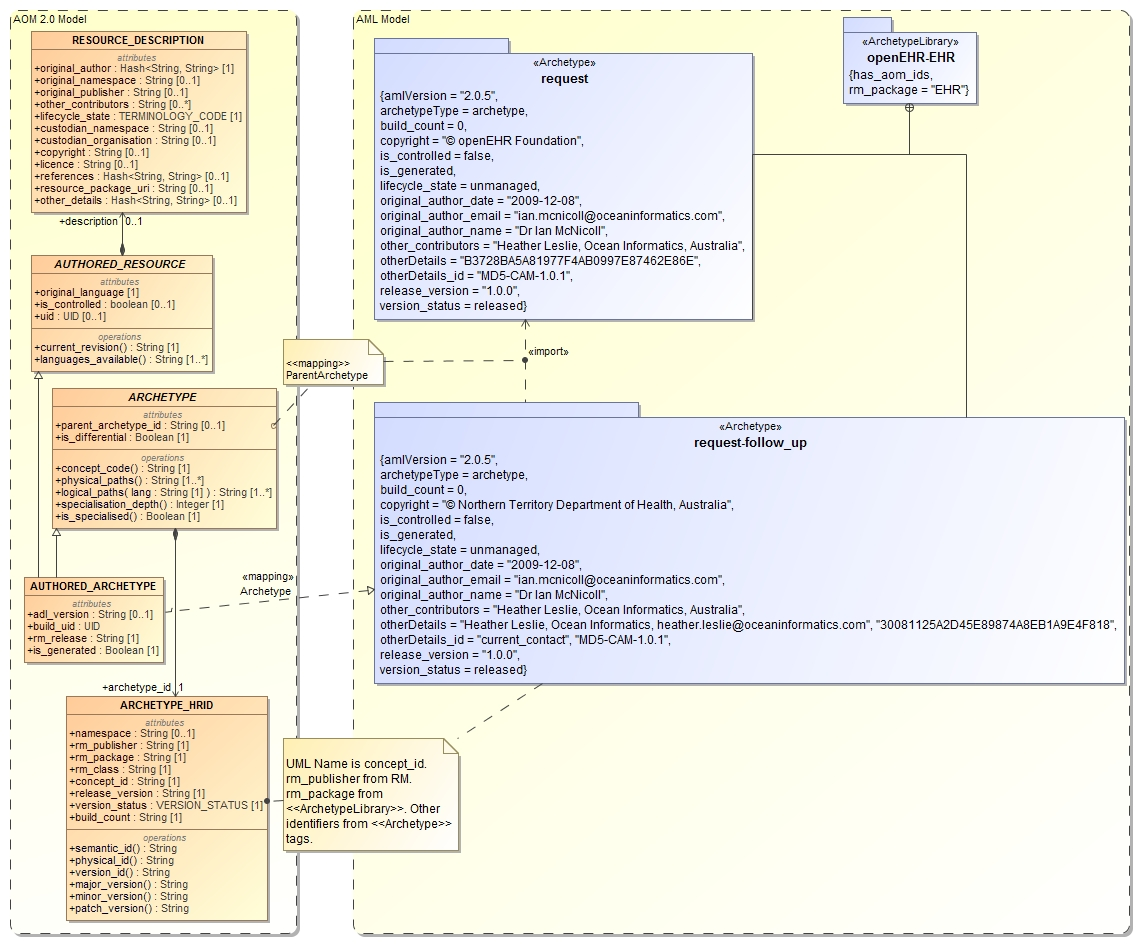 AOM 2.0 Model
RESOURCE_DESCRIPTION
attributes
+original_author : Hash<String, String> [1]
+original_namespace : String [0..1]
+original_publisher : String [0..1]
+other_contributors : String [0..*]
+lifecycle_state : TERMINOLOGY_CODE [1]
+custodian_namespace : String [0..1]
+custodian_organisation : String [0..1]
+copyright : String [0..1]
+licence : String [0..1]
+references : Hash<String, String> [0..1]
+resource_package_uri : String [0..1]
+other_details : Hash<String, String> [0..1]
+description 0..1
AUTHORED_RESOURCE
attributes
+original_language [1]
+is_controlled : boolean [0..1]
+uid : UID [0..1]
operations
+current_revision() : String [1]
+languages_available() : String [1..*]
ARCHETYPE
attributes
+parent_archetype_id : String [0..1]
+is_differential : Boolean [1]
operations
+concept_code() : String [1]
+physical_paths() : String [1..*]
+logical_paths( lang : String [1] ) : String [1..*]
+specialisation_depth() : Integer [1]
+is_specialised() : Boolean [1]
AUTHORED_ARCHETYPE
attributes
+adl_version : String [0..1]
+build_uid : UID
+rm_release : String [1]
+is_generated : Boolean [1]
+archetype_id 1
ARCHETYPE_HRID
attributes
+namespace : String [0..1]
+rm_publisher : String [1]
+rm_package : String [1]
+rm_class : String [1]
+concept_id : String [1]
+release_version : String [1]
+version_status : VERSION_STATUS [1]
+build_count : String [1]
operations
+semantic_id() : String
+physical_id() : String
+version_id() : String
+major_version() : String
+minor_version() : String
+patch_version() : String
<<mapping>>
ParentArchetype
«mapping»
Archetype
UML Name is concept_id.
rm_publisher from RM.
rm_package from
<<ArchetypeLibrary>>. Other
identifiers from <<Archetype>>
tags.
AML Model
«Archetype»
request
{amlVersion = "2.0.5",
archetypeType = archetype,
build_count = 0,
copyright = "© openEHR Foundation",
is_controlled = false,
is_generated,
lifecycle_state = unmanaged,
original_author_date = "2009-12-08",
original_author_email = "ian.mcnicoll@oceaninformatics.com",
original_author_name = "Dr Ian McNicoll",
other_contributors = "Heather Leslie, Ocean Informatics, Australia",
otherDetails = "B3728BA5A81977F4AB0997E87462E86E",
otherDetails_id = "MD5-CAM-1.0.1",
release_version = "1.0.0",
version_status = released}
«ArchetypeLibrary»
openEHR-EHR
{has_aom_ids,
rm_package = "EHR"}
«import»
«Archetype»
request-follow_up
{amlVersion = "2.0.5",
archetypeType = archetype,
build_count = 0,
copyright = "© Northern Territory Department of Health, Australia",
is_controlled = false,
is_generated,
lifecycle_state = unmanaged,
original_author_date = "2009-12-08",
original_author_email = "ian.mcnicoll@oceaninformatics.com",
original_author_name = "Dr Ian McNicoll",
other_contributors = "Heather Leslie, Ocean Informatics, Australia",
otherDetails = "Heather Leslie, Ocean Informatics, heather.leslie@oceaninformatics.com", "30081125A2D45E89874A8EB1A9E4F818",
otherDetails_id = "current_contact", "MD5-CAM-1.0.1",
release_version = "1.0.0",
version_status = released}